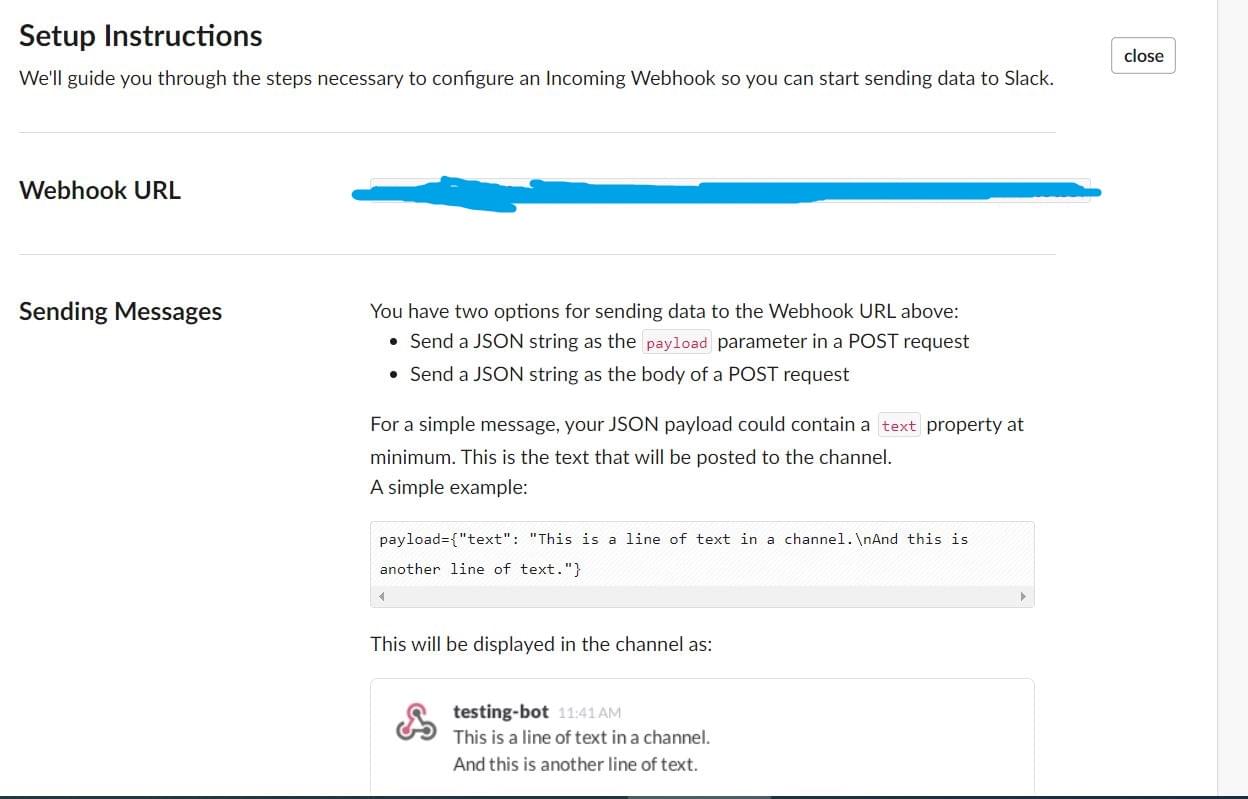 Setup Instructions
close
We'll guide you through the steps necessary to configure an Incoming Webhook so you can start sending data to Slack.
Webhook URL
Sending Messages
You have two options for sending data to the Webhook URL above:
• Send a JSON string as the payload parameter in a POST request
• Send a JSON string as the body of a POST request
For a simple message, your JSON payload could contain a text property at
minimum. This is the text that will be posted to the channel.
A simple example:
payload={"text": "This is a line of text in a channel.\nAnd this is
another line of text."}
This will be displayed in the channel as:
testing-bot 11:41 AM
This is a line of text in a channel.
And this is another line of text.